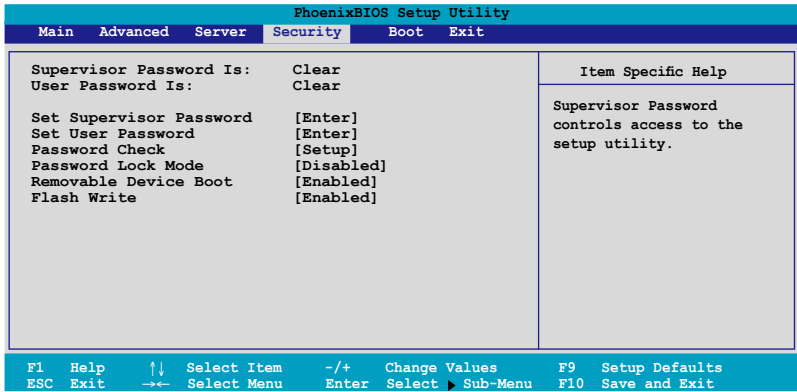 PhoenixBIOS Setup Utility
Main Advanced Server Security Boot Exit
Supervisor Password Is: Clear
User Password Is: Clear
Set Supervisor Password [Enter]
Set User Password [Enter]
Password Check [Setup]
Password Lock Mode [Disabled]
Removable Device Boot [Enabled]
Flash Write [Enabled]
Item Specific Help
Supervisor Password
controls access to the
setup utility.
F1 Help ↑↓ Select Item -/+ Change Values F9 Setup Defaults
ESC Exit →← Select Menu Enter Select ▶ Sub-Menu F10 Save and Exit